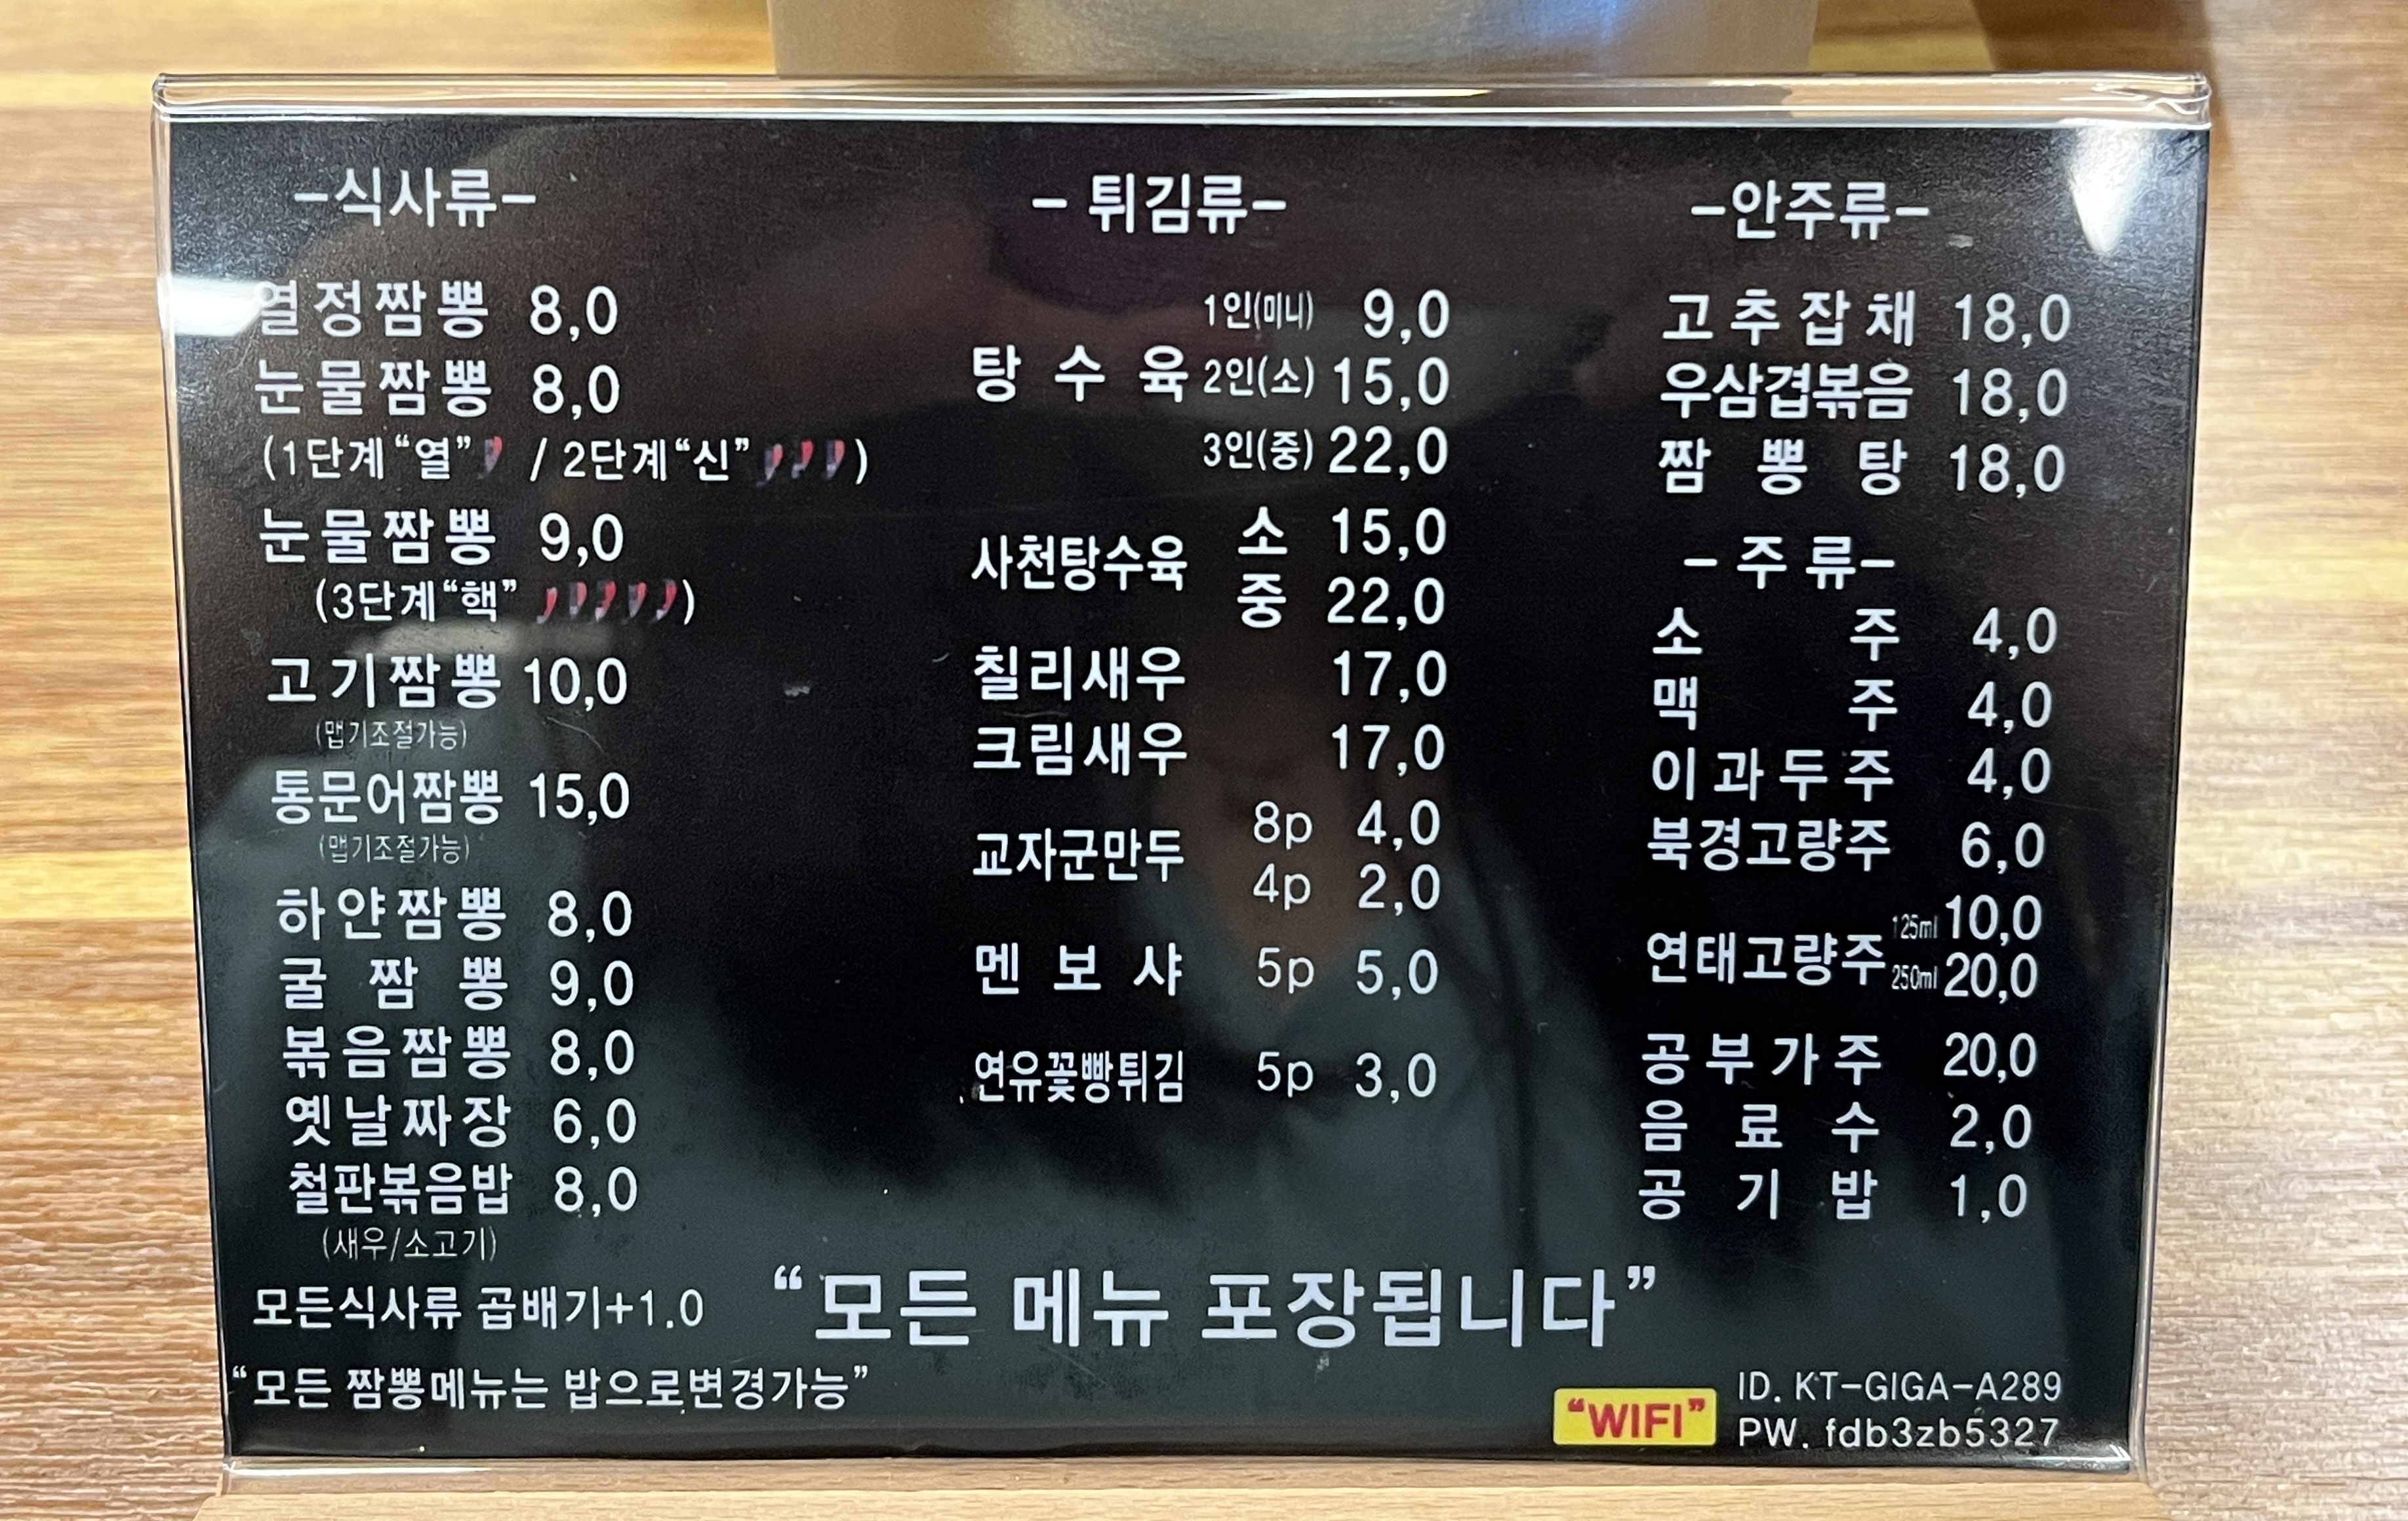 -식사류-
열정짬뽕 8,0
눈물짬뽕 8,0
(1단계“열” / 2단계“신”)
눈물짬뽕 9,0
(3단계“핵”)
고기짬뽕 10,0
(맵기조절가능)
통문어짬뽕 15,0
(맵기조절가능)
하얀짬뽕 8,0
굴짬뽕 9,0
볶음짬뽕 8,0
옛날짜장 6,0
철판볶음밥 8,0
(새우/소고기)
모든식사류 곱배기+1.0
“모든 짬뽕메뉴는 밥으로변경가능”
- 튀김류-
1인(미니) 9,0
탕수육 2인(소) 15,0
3인(중) 22,0
소 15,0
사천탕수육
중 22,0
칠리새우 17,0
크림새우 17,0
8p 4,0
교자군만두
4p 2,0
멘보샤 5p 5,0
연유꽃빵튀김 5p 3,0
-안주류-
고추잡채 18,0
우삼겹볶음 18,0
짬뽕탕 18,0
- 주 류-
소주 4,0
맥주 4,0
이과두주 4,0
북경고량주 6,0
125ml 10,0
연태고량주
250ml 20,0
공부가주 20,0
음료수 2,0
공기밥 1,0
“모든 메뉴 포장됩니다”
“WIFI”
ID. KT-GIGA-A289
PW. fdb3zb5327